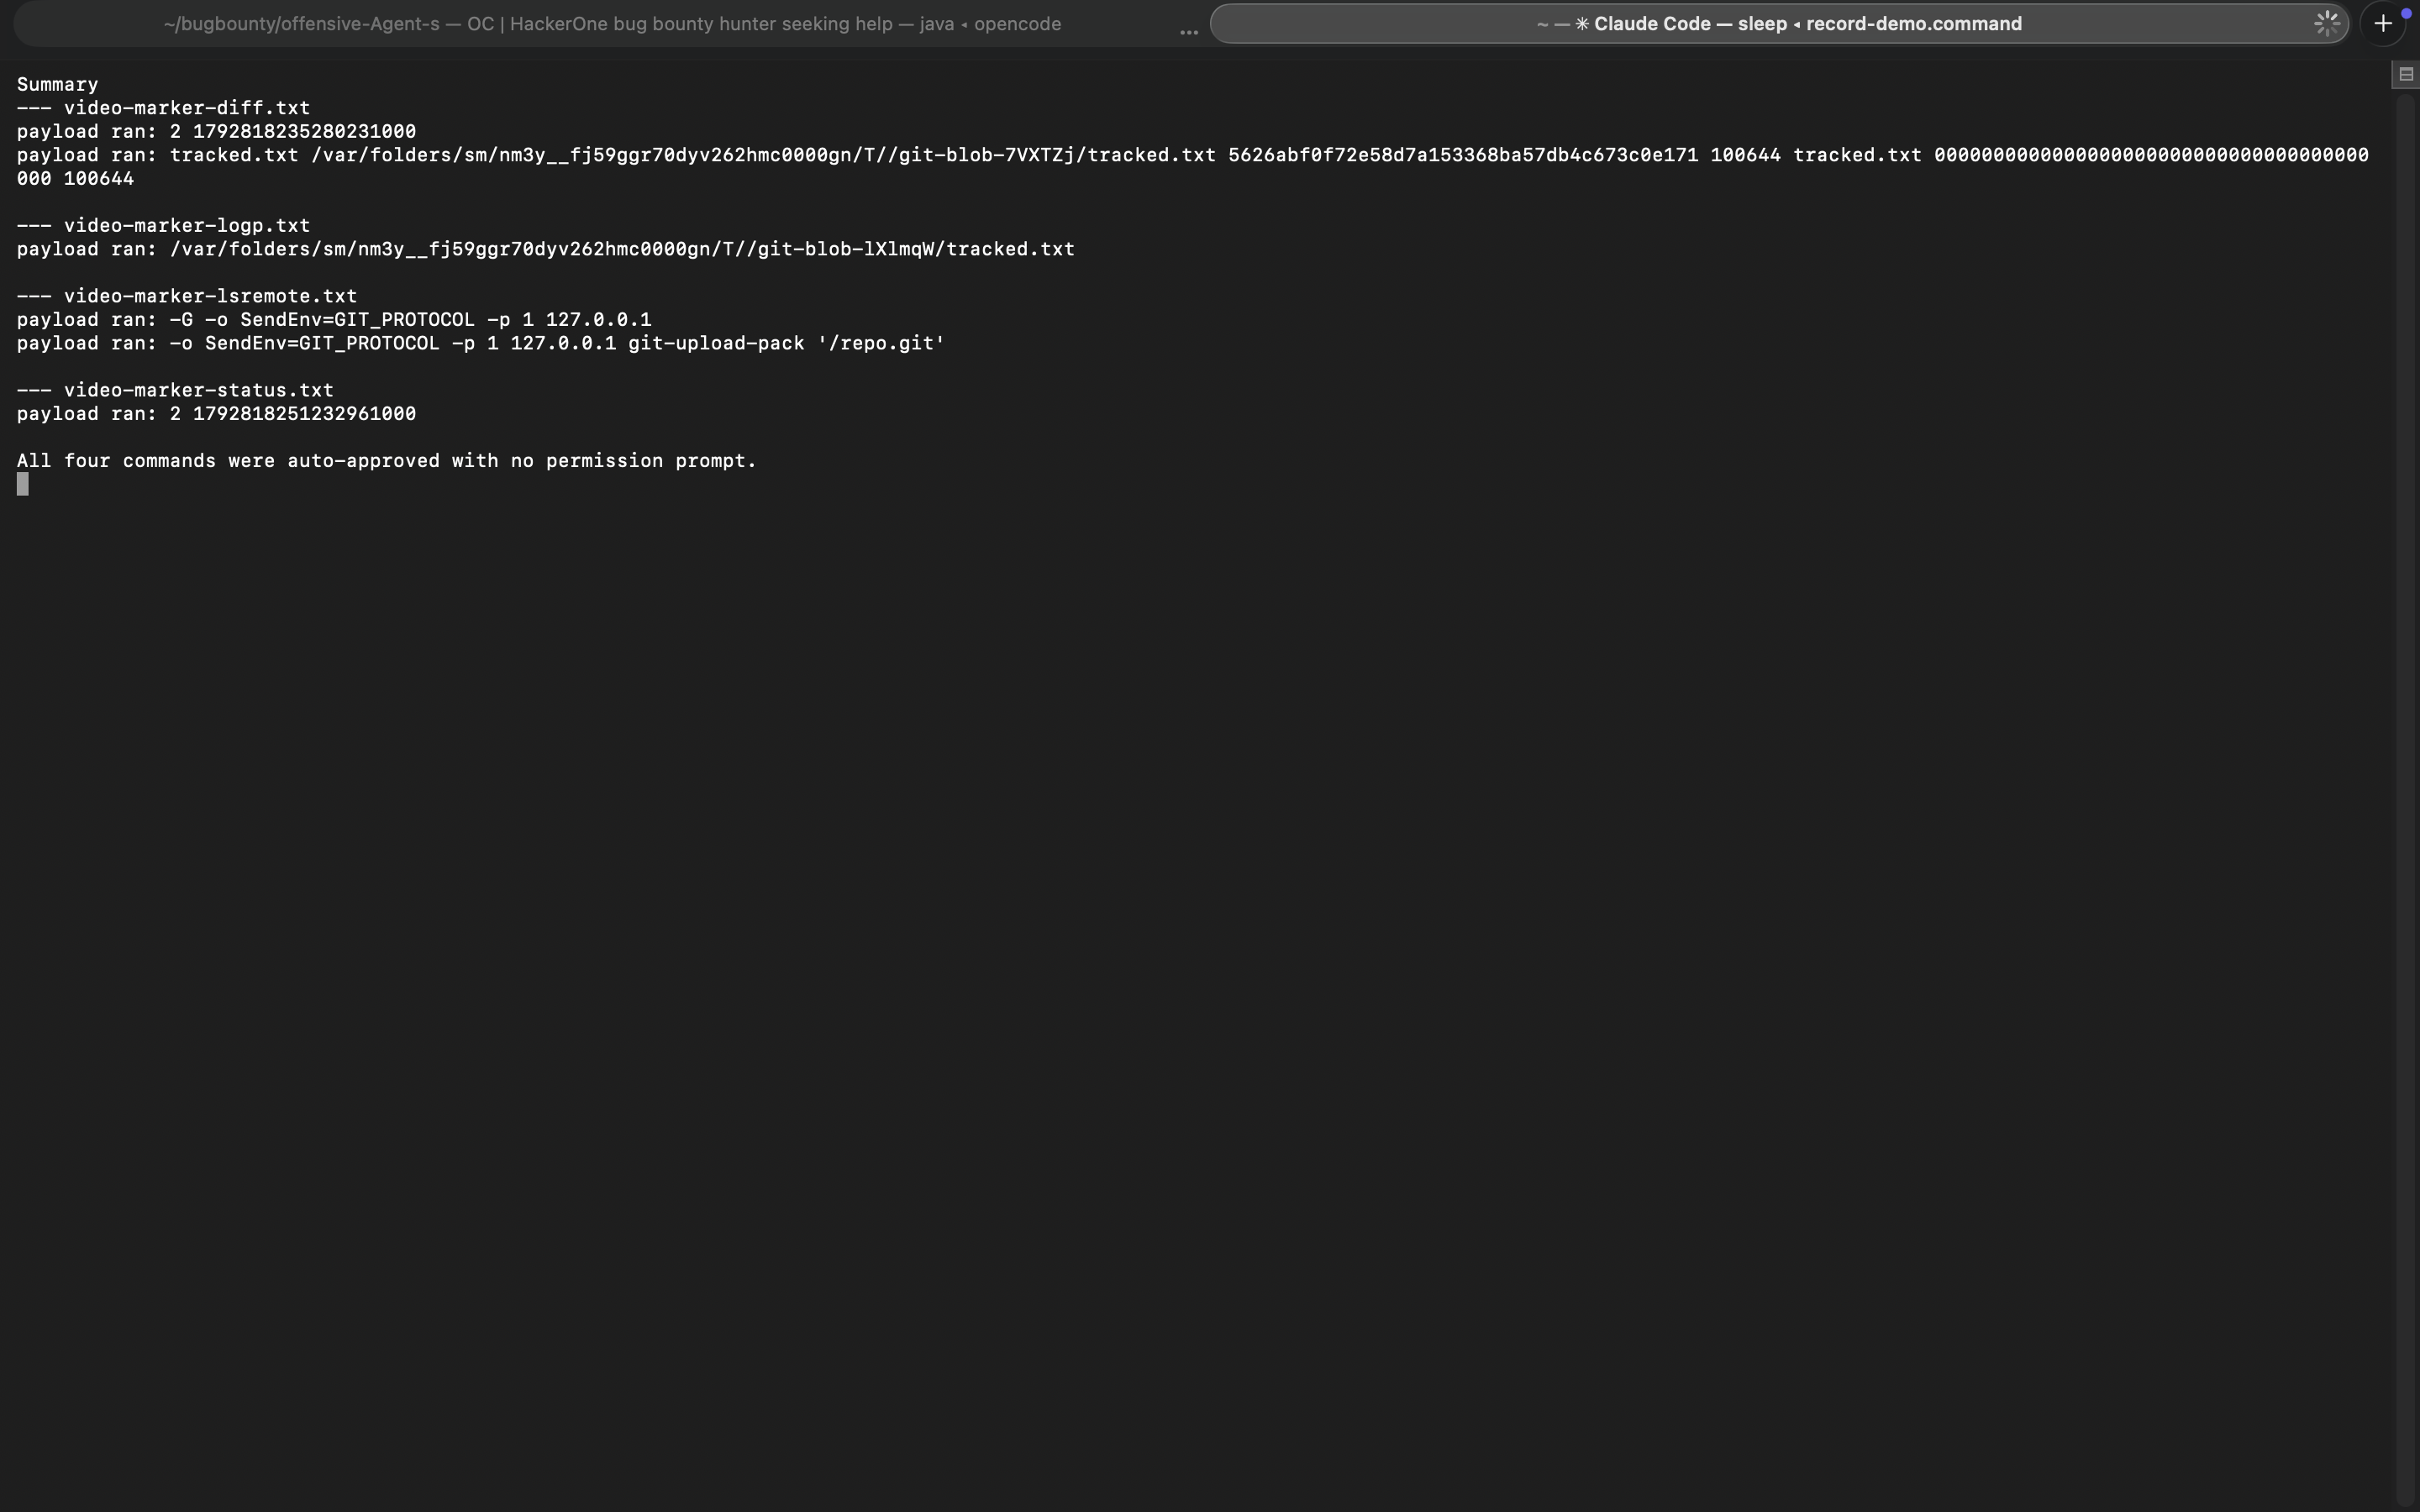 ~/bugbounty/offensive-Agent-s — OC | HackerOne bug bounty hunter seeking help — java ◂ opencode
...
~ — ✳ Claude Code — sleep ◂ record-demo.command
+
Summary
--- video-marker-diff.txt
payload ran: 2 1792818235280231000
payload ran: tracked.txt /var/folders/sm/nm3y__fj59ggr70dyv262hmc0000gn/T//git-blob-7VXTZj/tracked.txt 5626abf0f72e58d7a153368ba57db4c673c0e171 100644 tracked.txt 0000000000000000000000000000000000000
000 100644
--- video-marker-logp.txt
payload ran: /var/folders/sm/nm3y__fj59ggr70dyv262hmc0000gn/T//git-blob-lXlmqW/tracked.txt
--- video-marker-lsremote.txt
payload ran: -G -o SendEnv=GIT_PROTOCOL -p 1 127.0.0.1
payload ran: -o SendEnv=GIT_PROTOCOL -p 1 127.0.0.1 git-upload-pack '/repo.git'
--- video-marker-status.txt
payload ran: 2 1792818251232961000
All four commands were auto-approved with no permission prompt.